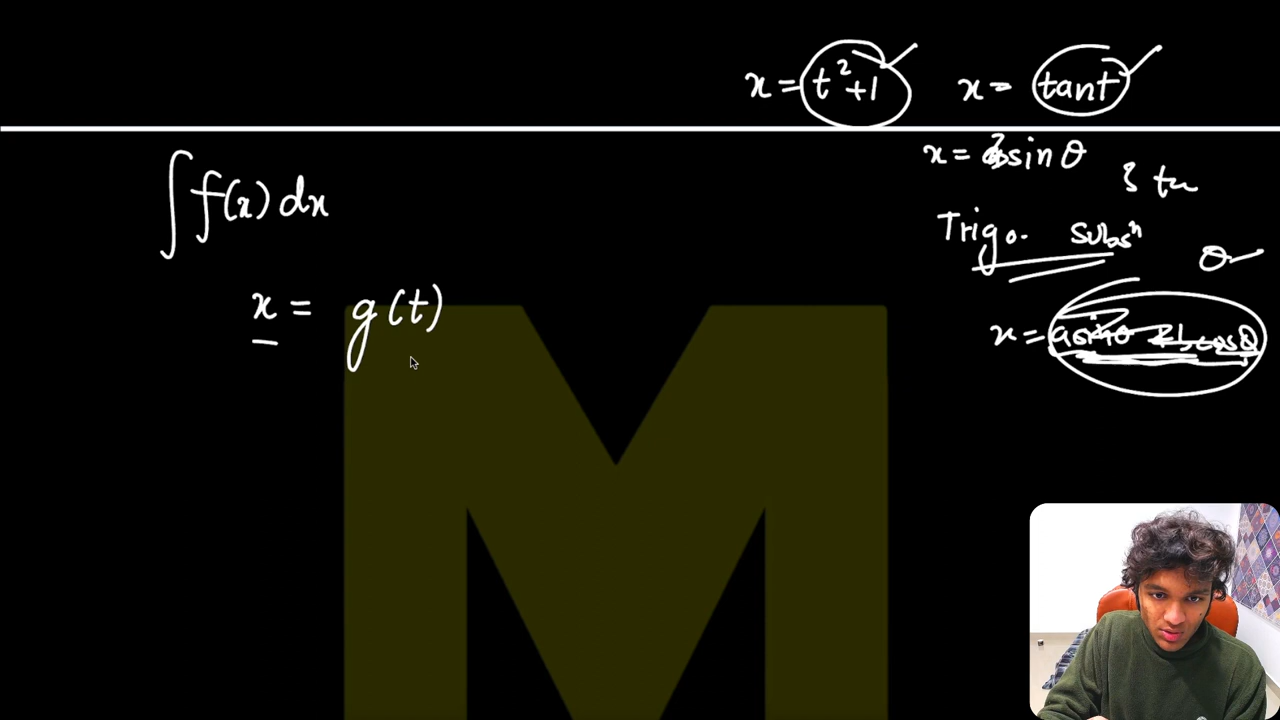 x = t²+1 x = tant
x = sin θ
Trigo. Subsⁿ
θ
∫ f(x) dx
x = g(t)
x =
M